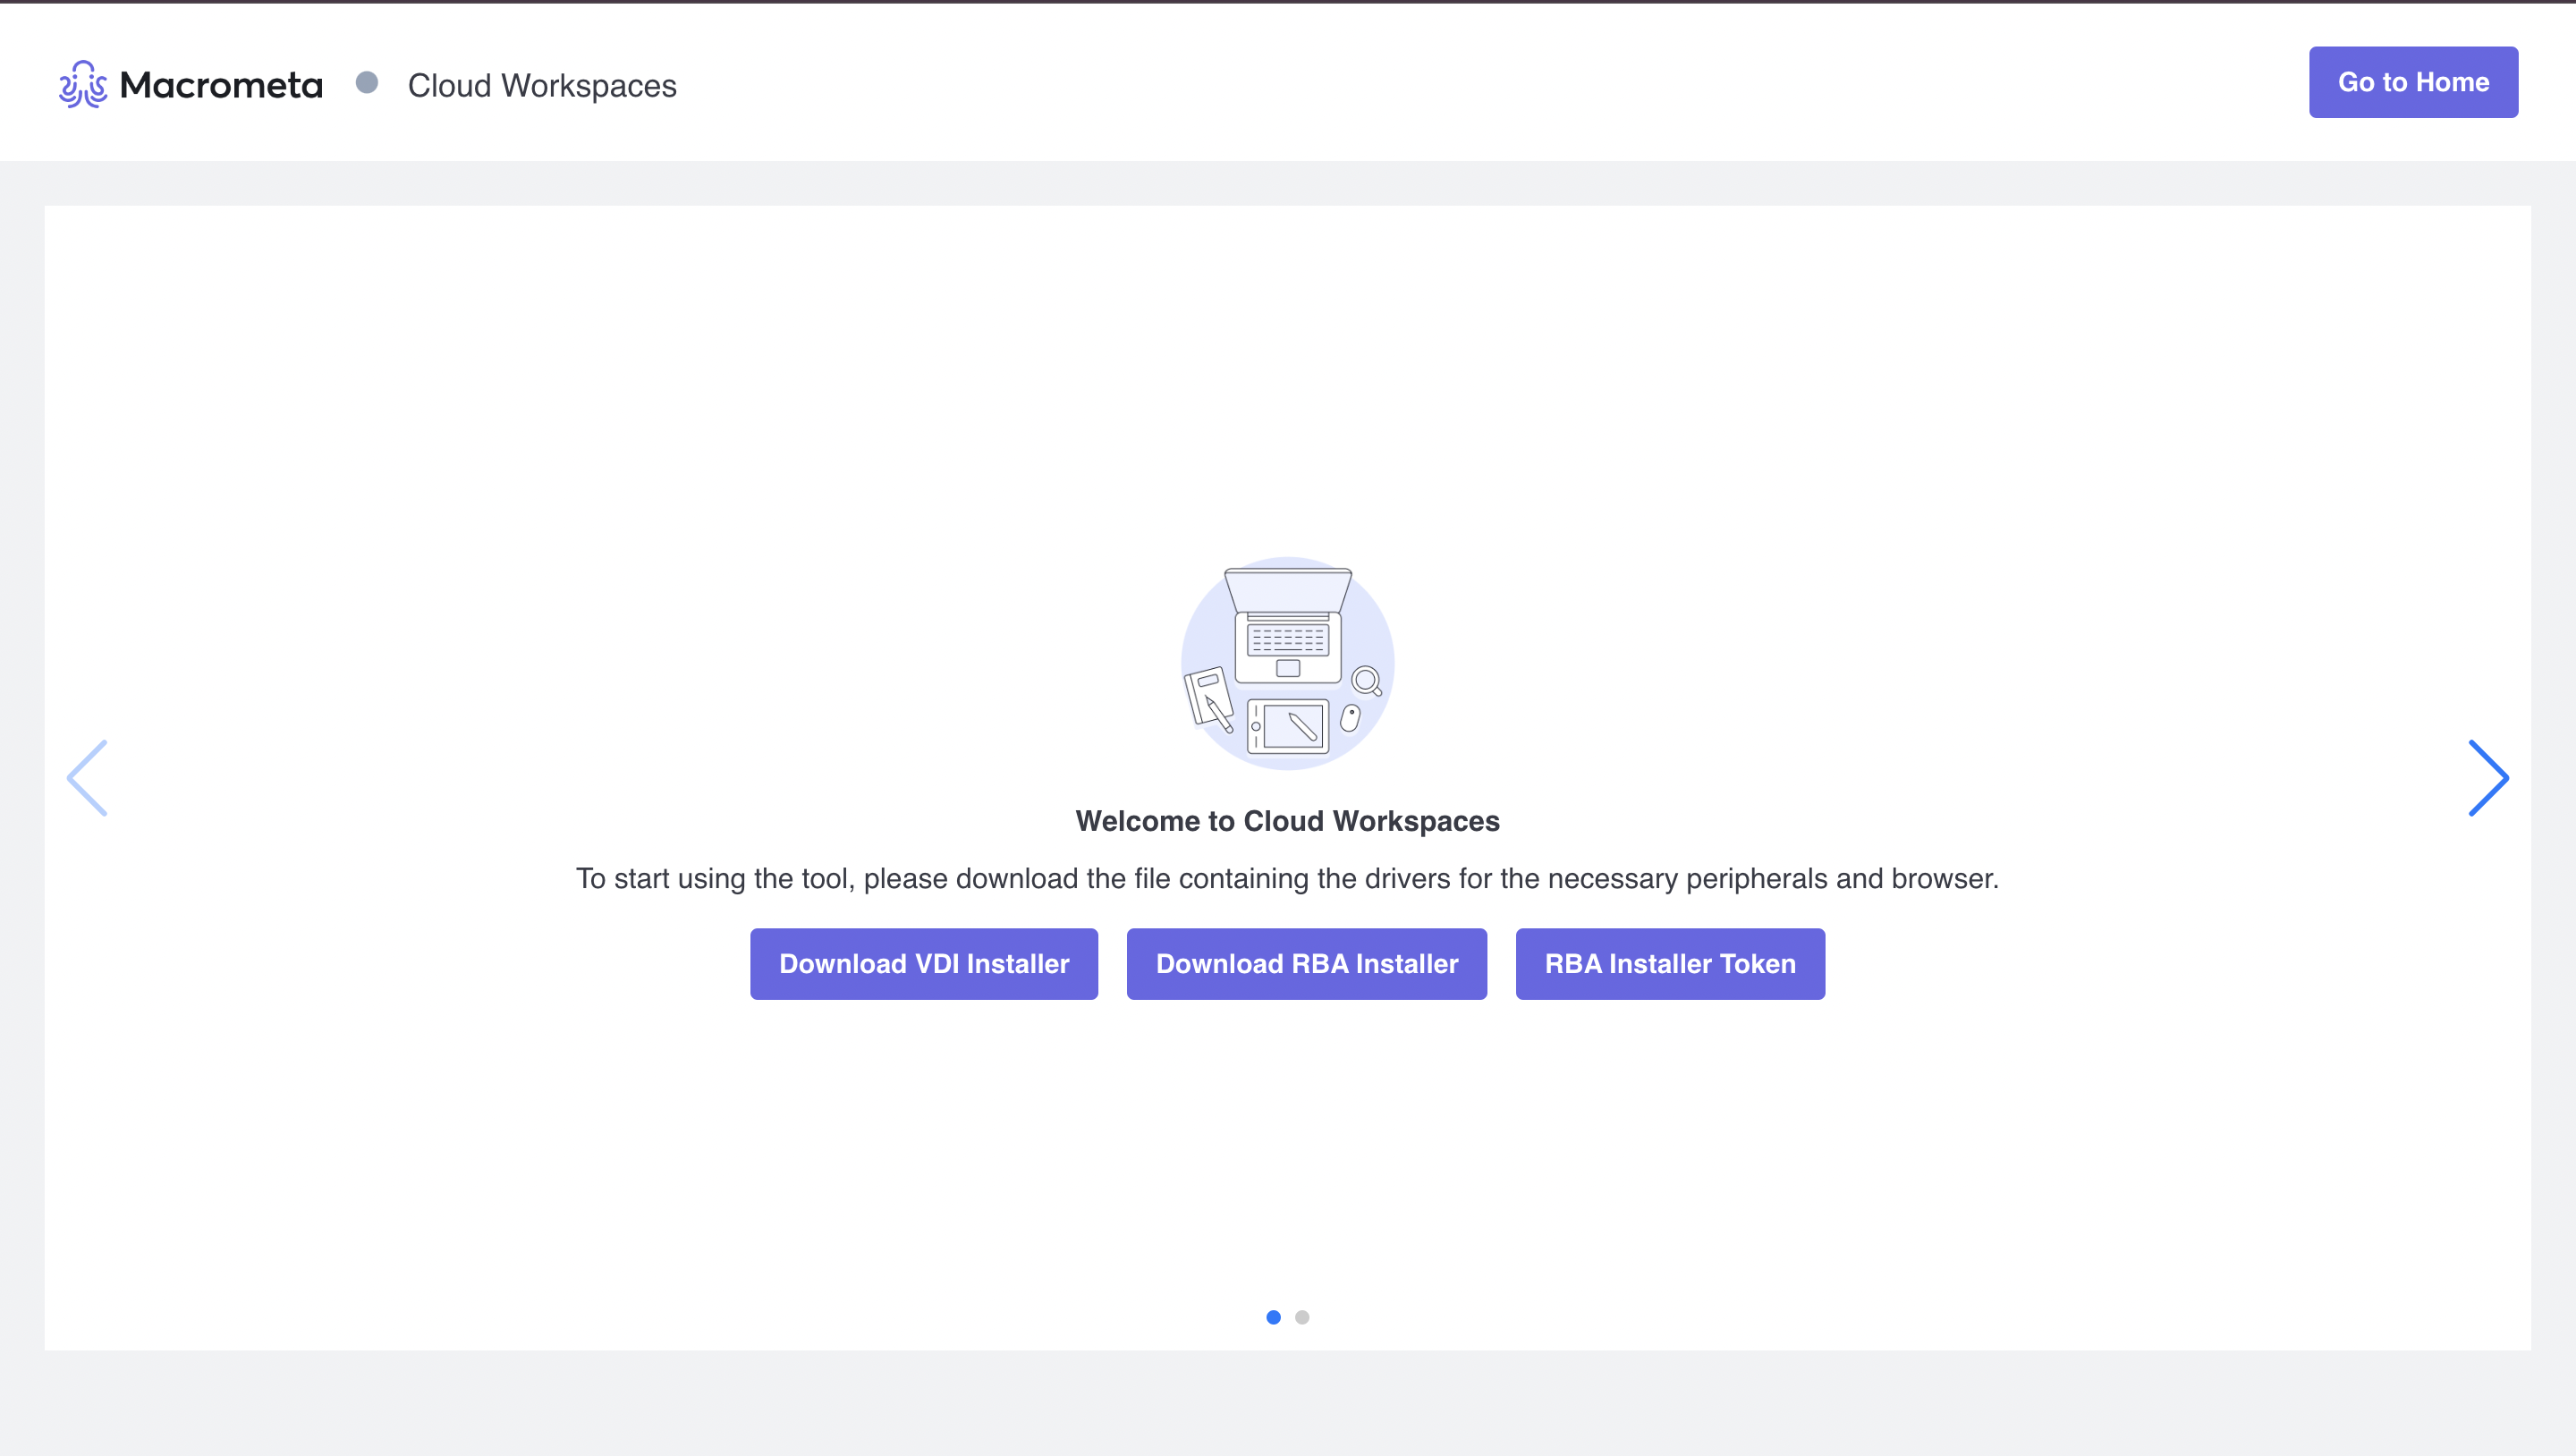 Macrometa
Cloud Workspaces
Go to Home
Welcome to Cloud Workspaces
To start using the tool, please download the file containing the drivers for the necessary peripherals and browser.
Download VDI Installer
Download RBA Installer
RBA Installer Token